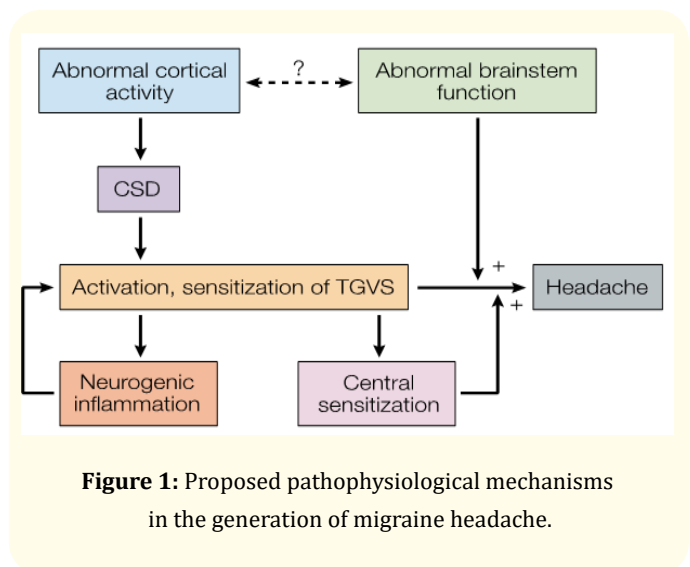 Abnormal cortical
activity
?
Abnormal brainstem
function
CSD
Activation, sensitization of TGVS
+
+
Headache
Neurogenic
inflammation
Central
sensitization
Figure 1: Proposed pathophysiological mechanisms
in the generation of migraine headache.